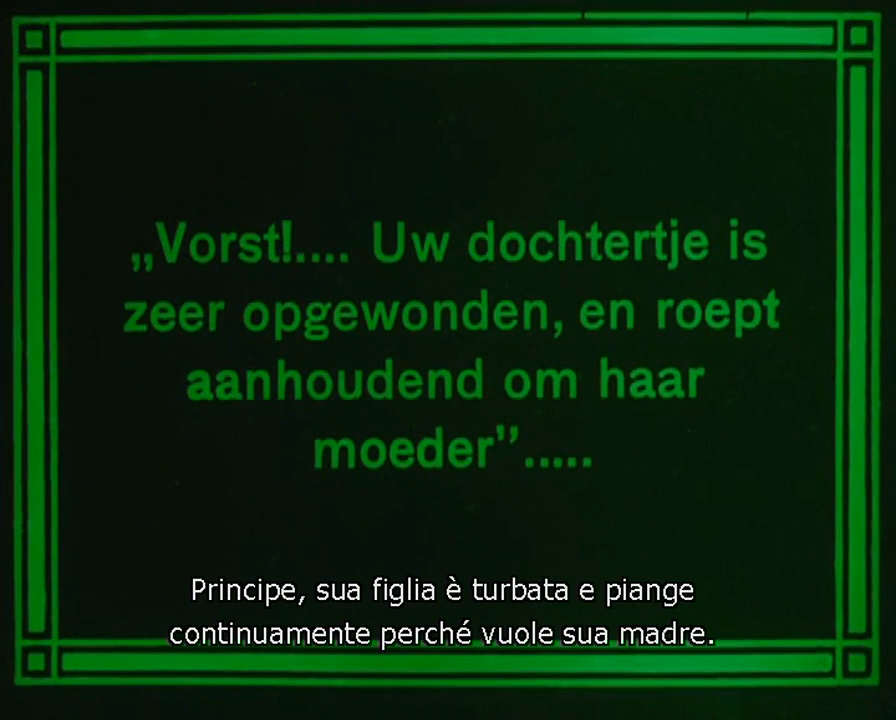 „Vorst!.... Uw dochtertje is
zeer opgewonden, en roept
aanhoudend om haar
moeder”.....
Principe, sua figlia è turbata e piange
continuamente perché vuole sua madre.